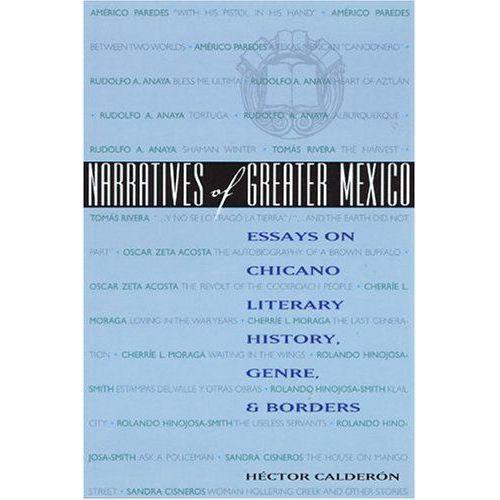 AMÉRICO PAREDES "WITH HIS PISTOL IN HIS HAND" • AMÉRICO PAREDES
BETWEEN TWO WORLDS • AMÉRICO PAREDES A TEXAS-MEXICAN "CANCIONERO" •
RUDOLFO A. ANAYA BLESS ME ULTIMA • RUDOLFO A. ANAYA HEART OF AZTLÁN
• RUDOLFO A. ANAYA TORTUGA • RUDOLFO A. ANAYA ALBURQUERQUE •
RUDOLFO A. ANAYA SHAMAN WINTER • TOMÁS RIVERA THE HARVEST •
NARRATIVES of GREATER MEXICO
TOMÁS RIVERA "...Y NO SE LO TRAGÓ LA TIERRA" / "...AND THE EARTH DID NOT
PART" • OSCAR ZETA ACOSTA THE AUTOBIOGRAPHY OF A BROWN BUFFALO •
OSCAR ZETA ACOSTA THE REVOLT OF THE COCKROACH PEOPLE • CHERRÍE L.
MORAGA LOVING IN THE WAR YEARS • CHERRÍE L. MORAGA THE LAST GENERA-
TION • CHERRÍE L. MORAGA WAITING IN THE WINGS • ROLANDO HINOJOSA-
SMITH ESTAMPAS DEL VALLE Y OTRAS OBRAS • ROLANDO HINOJOSA-SMITH KLAIL
CITY • ROLANDO HINOJOSA-SMITH THE USELESS SERVANTS • ROLANDO HINO-
JOSA-SMITH ASK A POLICEMAN • SANDRA CISNEROS THE HOUSE ON MANGO
STREET • SANDRA CISNEROS WOMAN HOLLERING CREEK AND OTHER STORIES
ESSAYS ON
CHICANO
LITERARY
HISTORY,
GENRE,
& BORDERS
HÉCTOR CALDERÓN